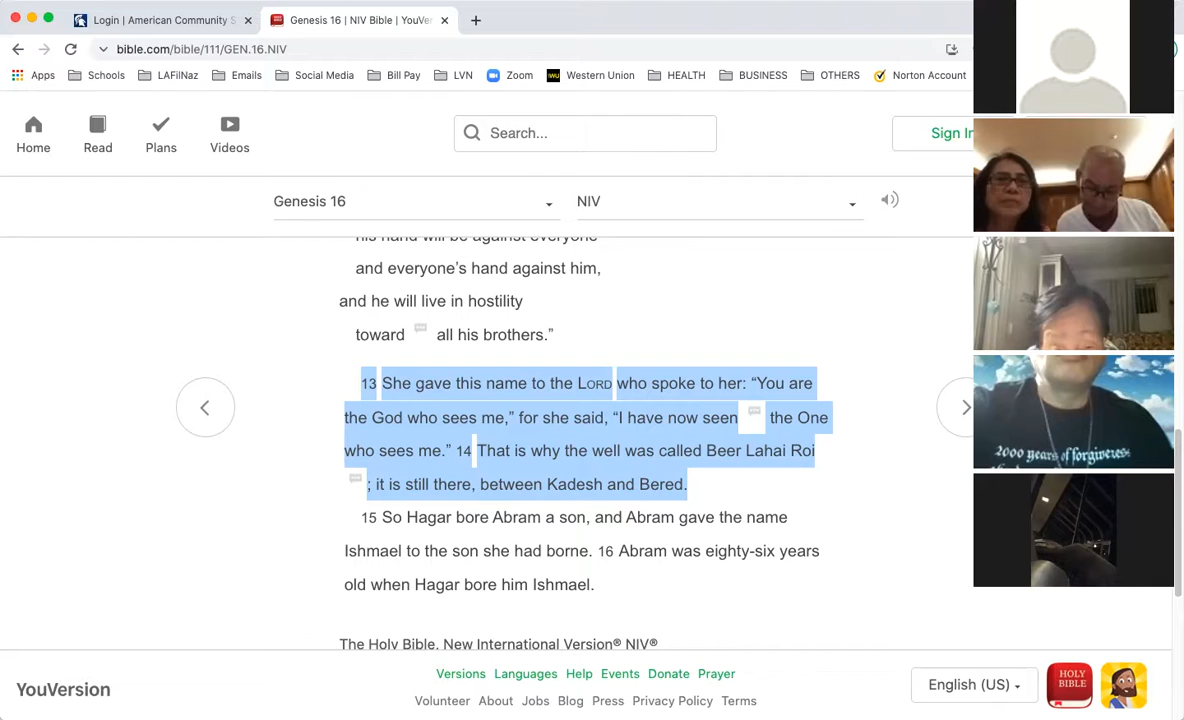 Login | American Community S
Genesis 16 | NIV Bible | YouVer
bible.com/bible/111/GEN.16.NIV
Apps Schools LAFilNaz Emails Social Media Bill Pay LVN Zoom IWU Western Union HEALTH BUSINESS OTHERS Norton Account
Home Read Plans Videos
Search...
Sign In
Genesis 16 NIV
his hand will be against everyone
and everyone’s hand against him,
and he will live in hostility
toward all his brothers.”
13 She gave this name to the LORD who spoke to her: “You are
the God who sees me,” for she said, “I have now seen the One
who sees me.” 14 That is why the well was called Beer Lahai Roi
; it is still there, between Kadesh and Bered.
15 So Hagar bore Abram a son, and Abram gave the name
Ishmael to the son she had borne. 16 Abram was eighty-six years
old when Hagar bore him Ishmael.
The Holy Bible, New International Version® NIV®
2000 years of forgiveness.
YouVersion
Versions Languages Help Events Donate Prayer
Volunteer About Jobs Blog Press Privacy Policy Terms
English (US)
HOLY
BIBLE